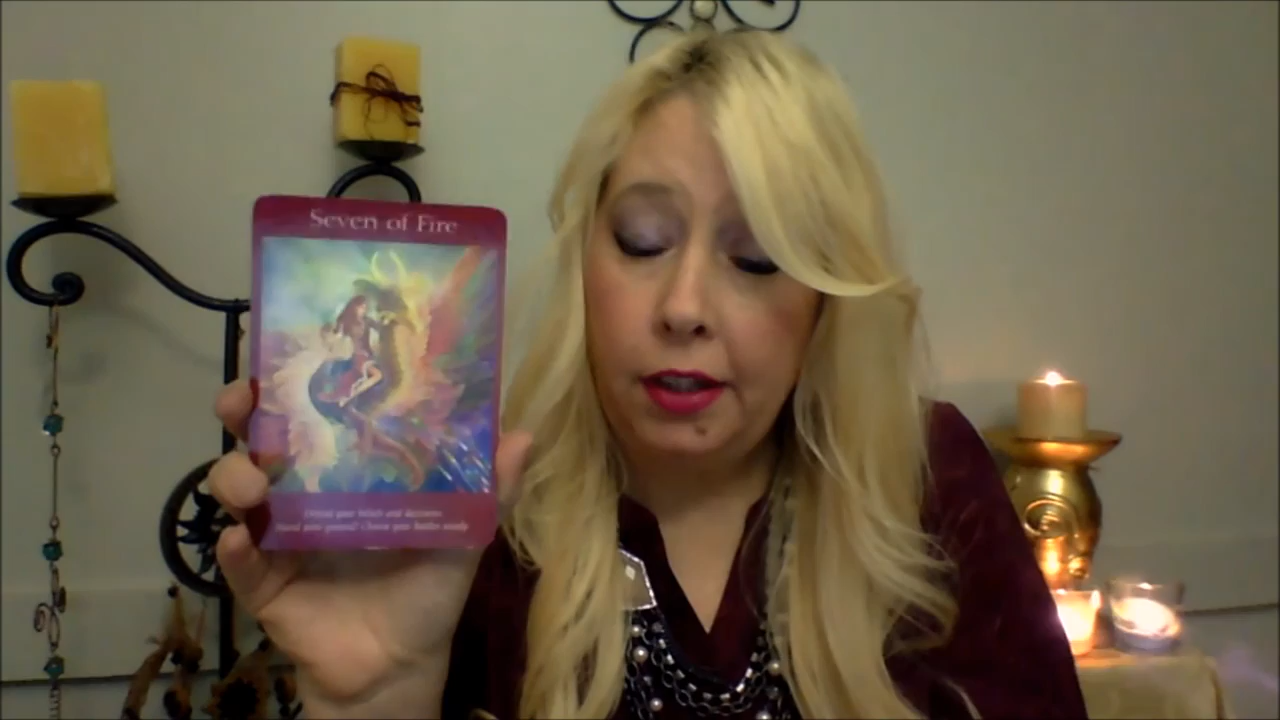 Seven of Fire
Defend your beliefs and decisions.
Stand your ground! Choose your battles wisely.